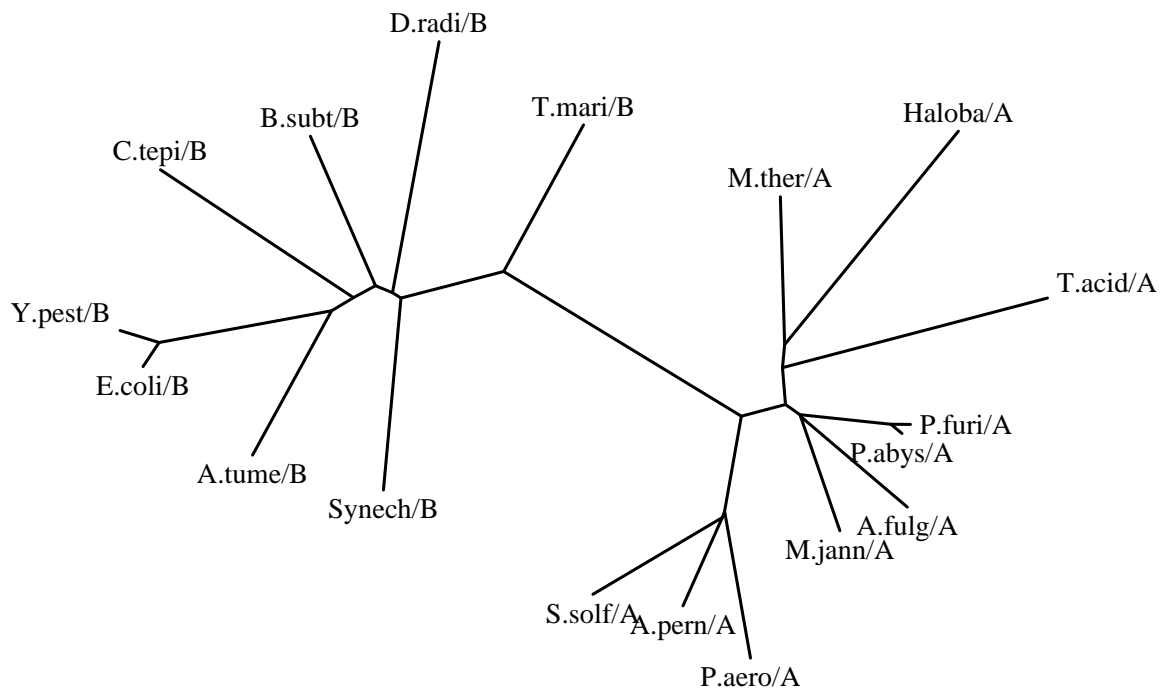 D.radi/B
T.mari/B
B.subt/B
Haloba/A
C.tepi/B
M.ther/A
T.acid/A
Y.pest/B
E.coli/B
P.furi/A
P.abys/A
A.tume/B
Synech/B
A.fulg/A
M.jann/A
S.solf/A
A.pern/A
P.aero/A